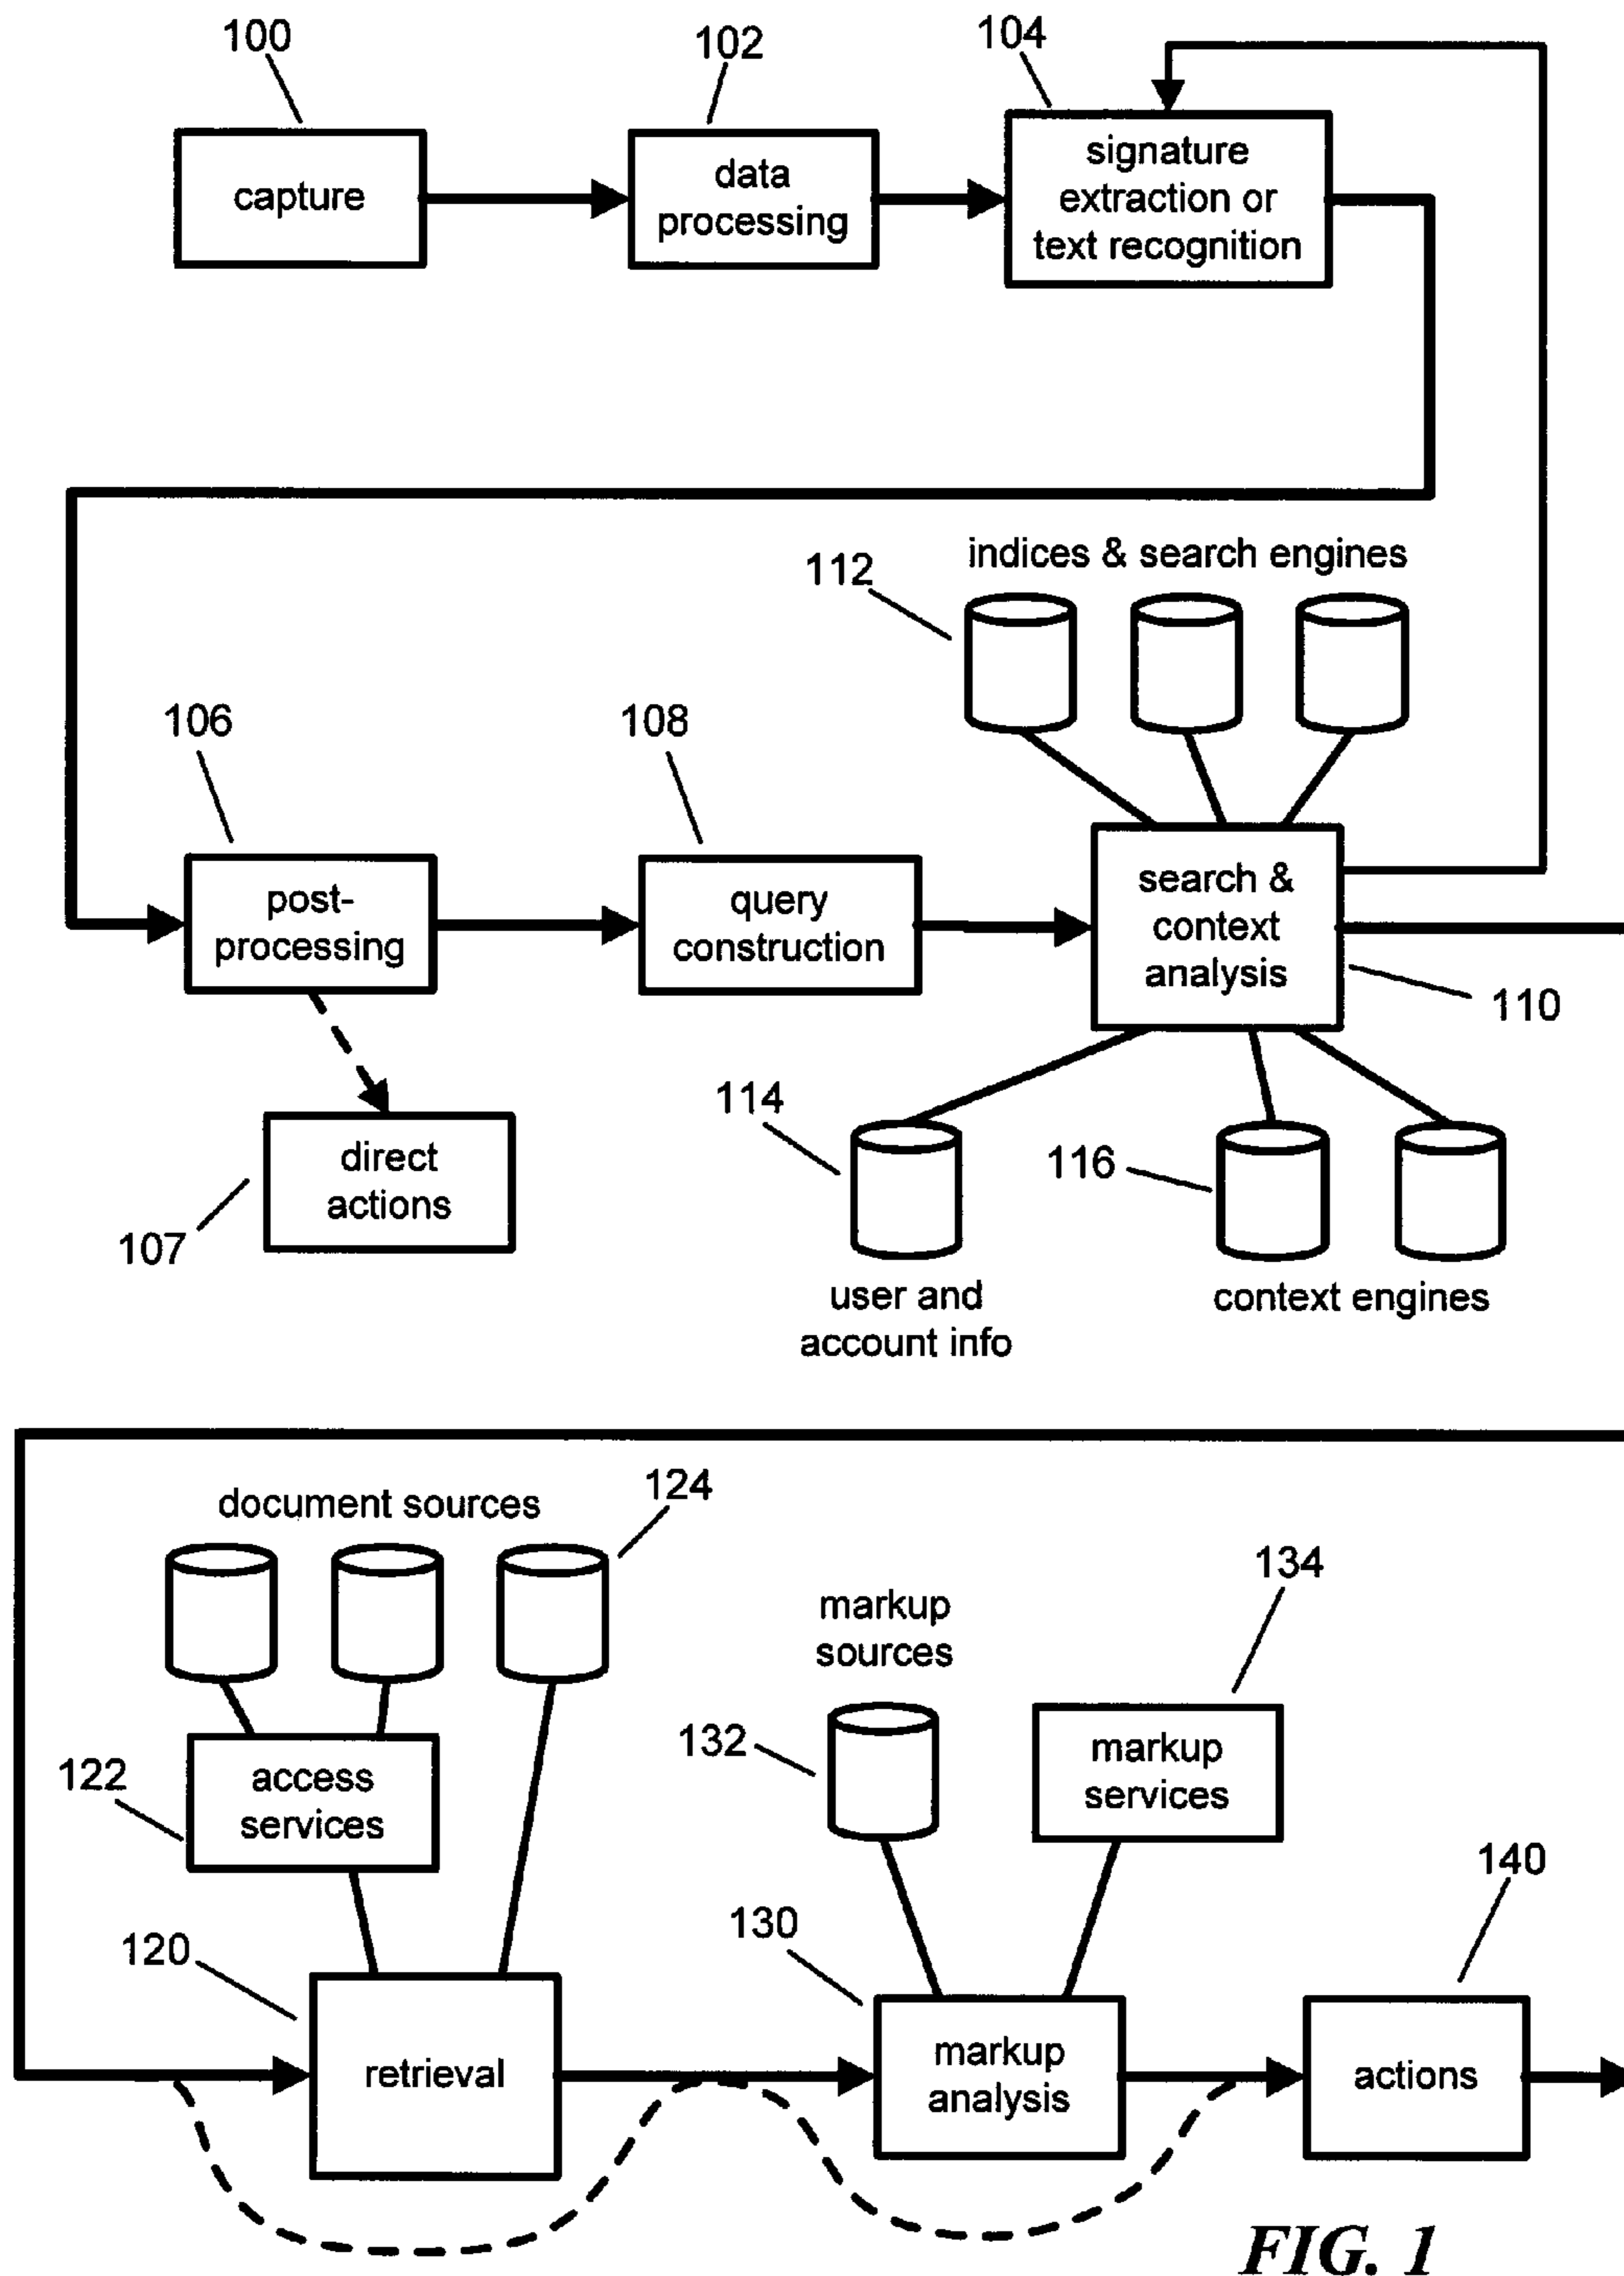 100
102
104
capture
data
processing
signature
extraction or
text recognition
indices & search engines
112
106
108
post-
processing
query
construction
search &
context
analysis
110
114
116
direct
actions
107
user and
account info
context engines
document sources
124
134
markup
sources
132
markup
services
122
access
services
140
130
120
retrieval
markup
analysis
actions
FIG. 1